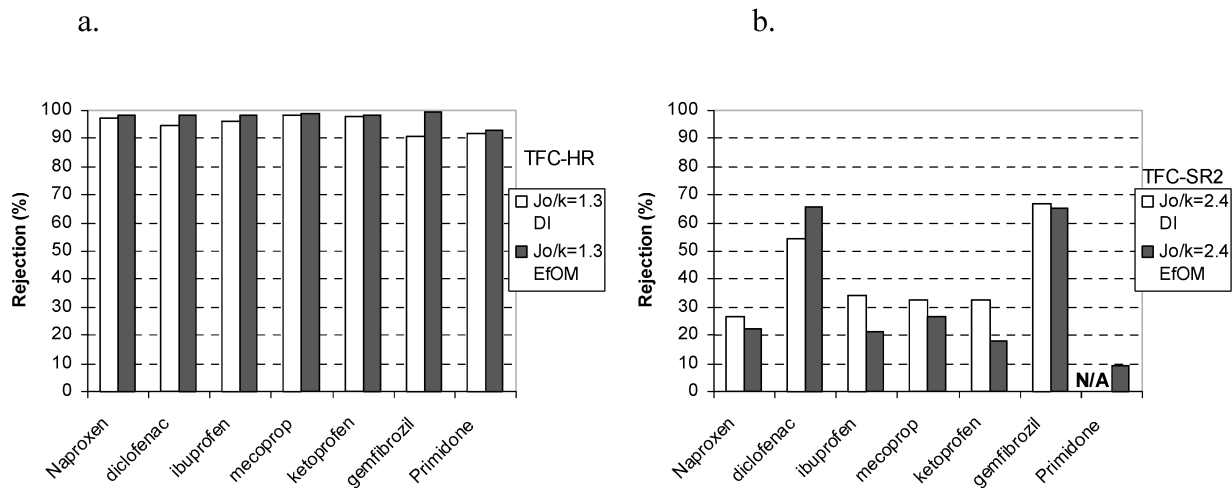 a.
Rejection (%)
100
90
80
70
60
50
40
30
20
10
0
Naproxen
diclofenac
ibuprofen
mecoprop
ketoprofen
gemfibrozil
Primidone
TFC-HR
Jo/k=1.3
DI
Jo/k=1.3
EfOM
b.
Rejection (%)
100
90
80
70
60
50
40
30
20
10
0
N/A
Naproxen
diclofenac
ibuprofen
mecoprop
ketoprofen
gemfibrozil
Primidone
TFC-SR2
Jo/k=2.4
DI
Jo/k=2.4
EfOM